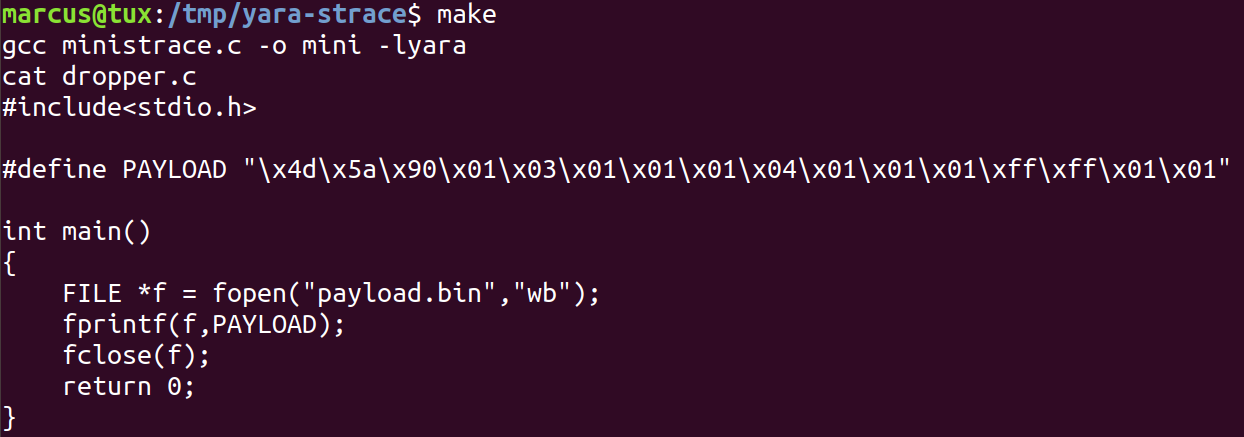 marcus@tux:/tmp/yara-strace$ make
gcc ministrace.c -o mini -lyara
cat dropper.c
#include<stdio.h>

#define PAYLOAD "\x4d\x5a\x90\x01\x03\x01\x01\x01\x04\x01\x01\x01\xff\xff\x01\x01"

int main()
{
    FILE *f = fopen("payload.bin","wb");
    fprintf(f,PAYLOAD);
    fclose(f);
    return 0;
}